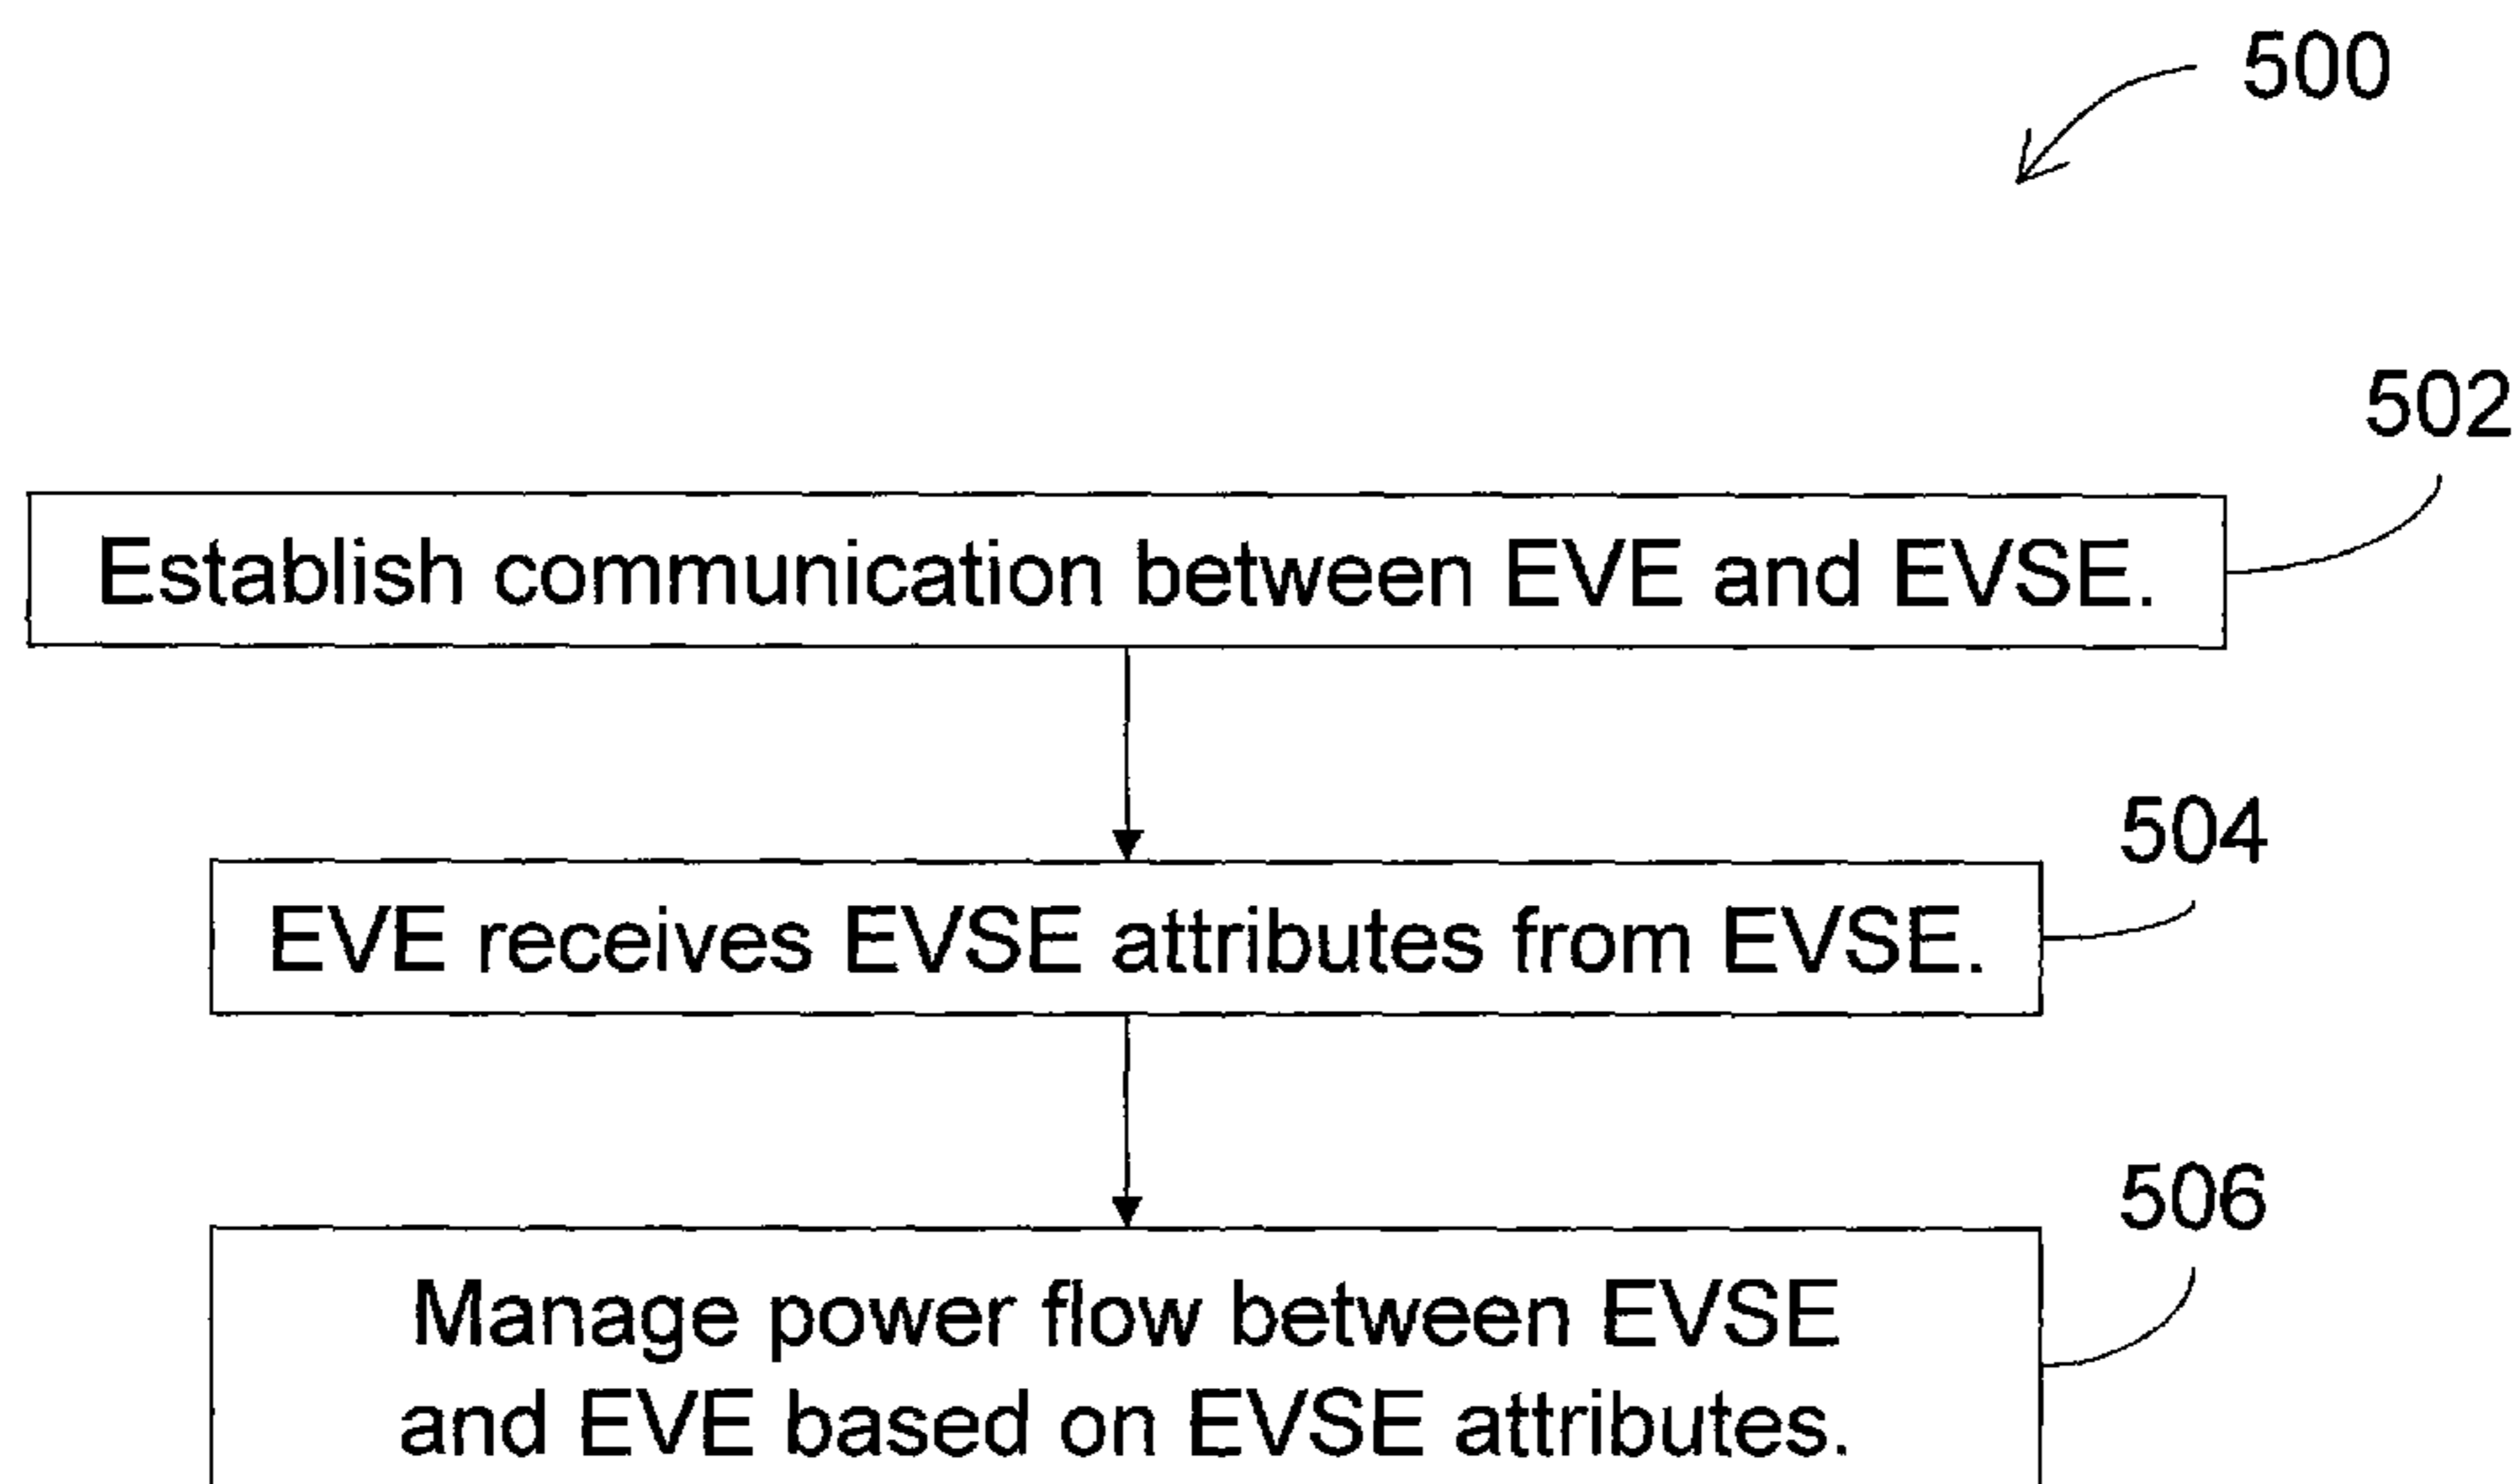 500
502
Establish communication between EVE and EVSE.
504
EVE receives EVSE attributes from EVSE.
506
Manage power flow between EVSE
and EVE based on EVSE attributes.